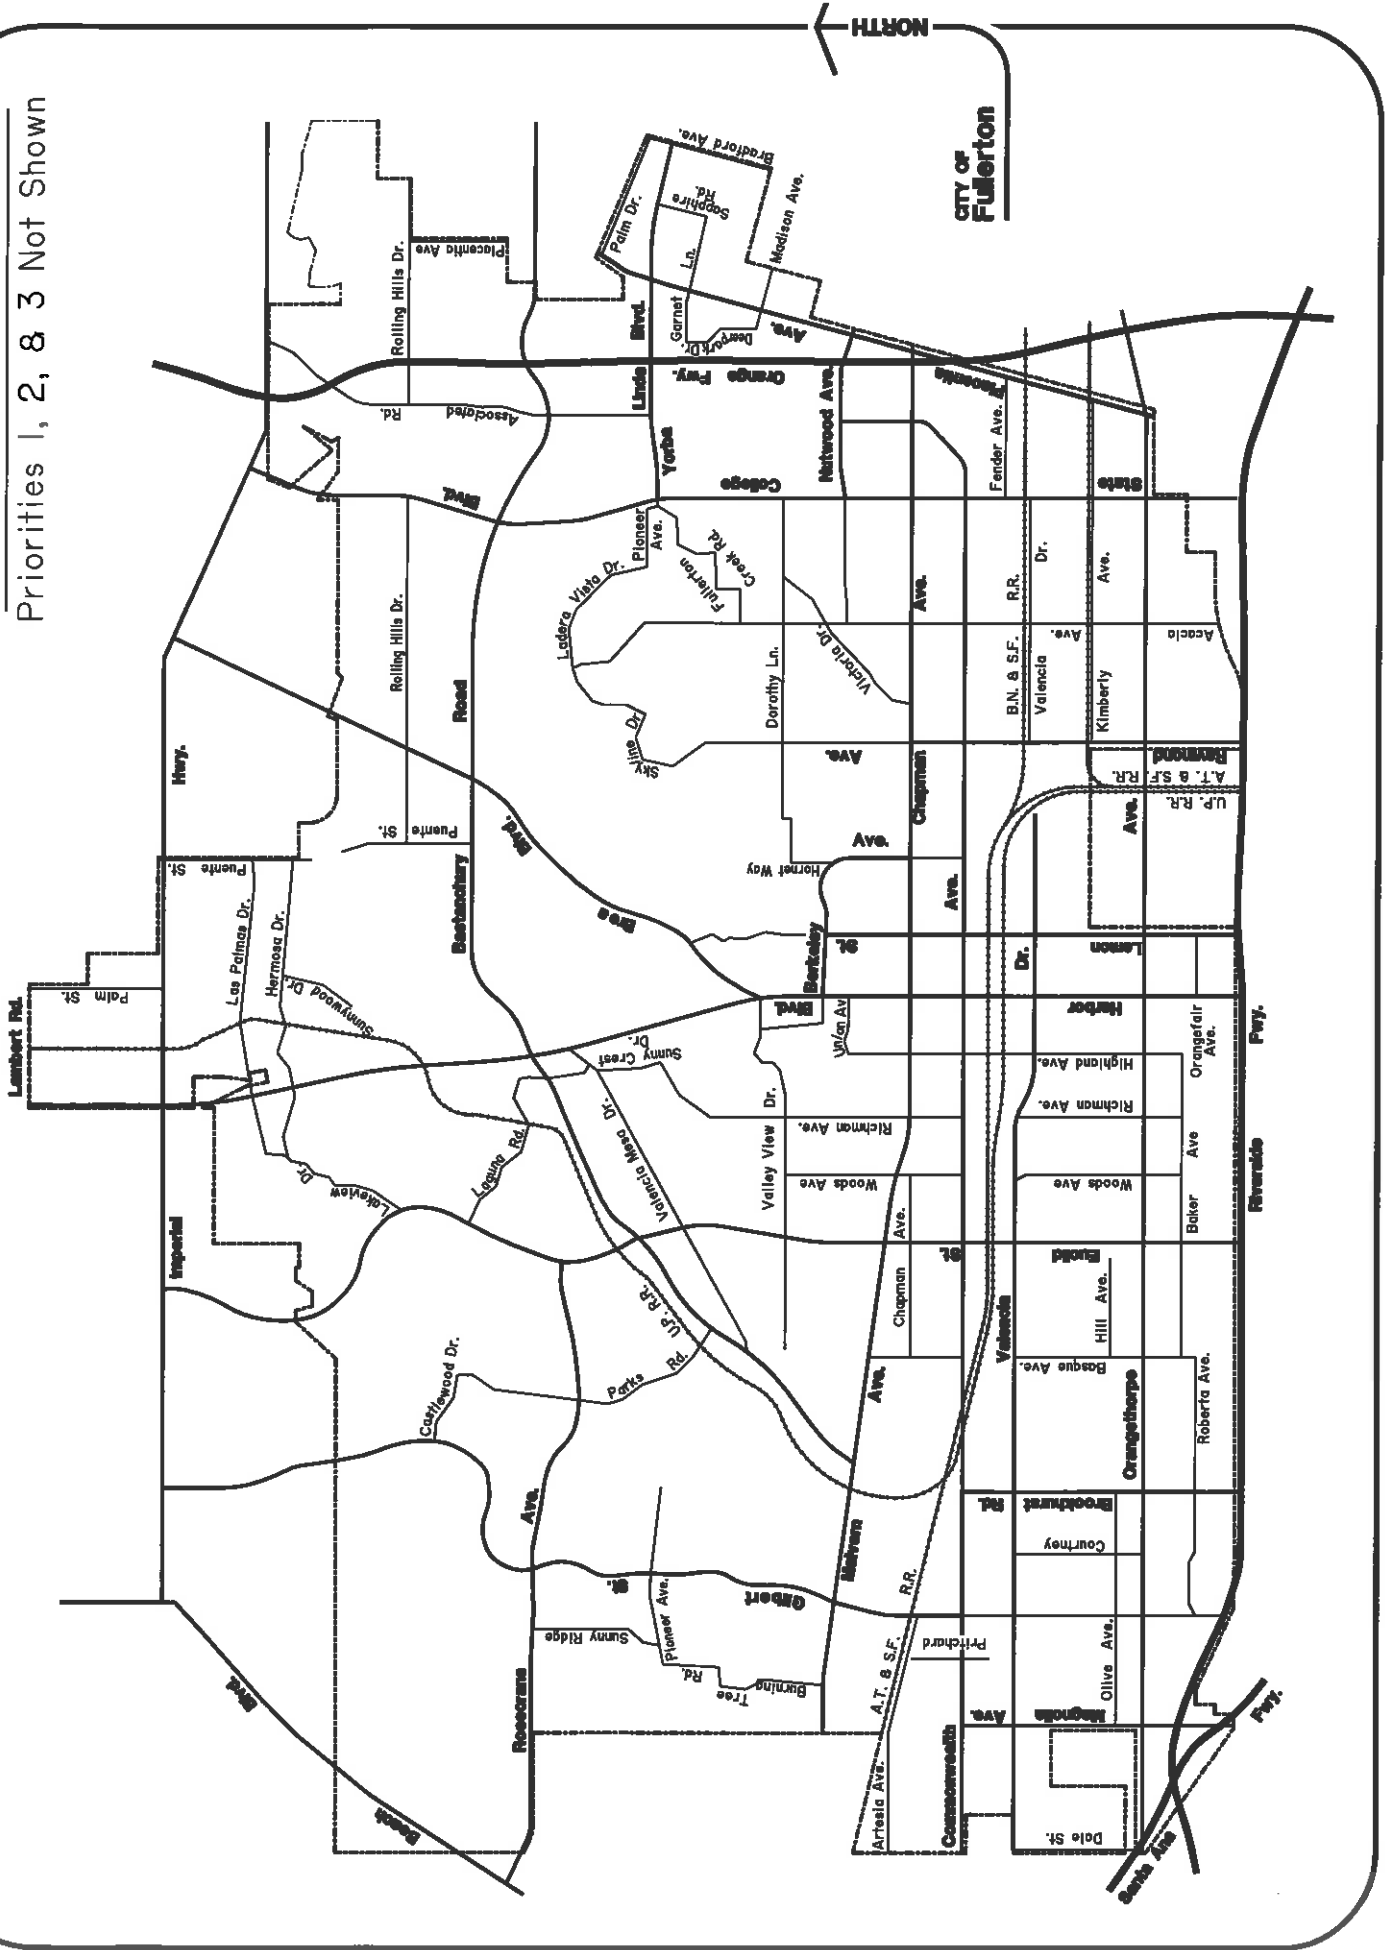 Priorities 1, 2, & 3 Not Shown
NORTH
CITY OF
Fullerton
Lambert Rd.
Palm St.
Imperial
Hwy.
Puente St.
Las Palmas Dr.
Hermosa Dr.
Sunnywood Dr.
Lakeview
Dr.
Laguna Rd.
Castlewood Dr.
Parks
Rd.
U.P. R.R.
Beach
Blvd.
Rosecrans
Ave.
Bastanchury
Road
Puente St.
Rolling Hills Dr.
Rolling Hills Dr.
Placentia Ave
Associated
Rd.
Blvd.
Brea
Blvd.
Sunny Crest
Dr.
Valencia Mesa Dr.
Ladera Vista Dr.
Skyline Dr
Pioneer
Ave.
Fullerton
Creek Rd.
Yorba
Linda
Blvd.
Palm Dr.
Bradford Ave.
Sapphire
Rd.
Garnet
Ln.
Deerpark Dr.
Madison Ave.
Placentia
Ave.
Orange Fwy.
College
State
Nutwood Ave.
Dorothy Ln.
Victoria Dr.
Ave.
Hornet Way
Berkeley
Ave.
St.
Blvd.
Union Av
Valley View Dr.
Richman Ave.
Woods Ave
Chapman
Ave.
Chapman
Ave.
Malvern
Ave.
Sunny Ridge
Pioneer Ave.
St.
Gilbert
Burning
Tree
Rd.
Artesia Ave.
A.T. & S.F.
R.R.
Pritchard
Commonwealth
Ave.
Fender Ave.
B.N. & S.F. R.R.
Valencia
Dr.
Kimberly
Ave.
Ave.
Acacia
Raymond
A.T. & S.F. R.R.
U.P. R.R.
Lemon
Harbor
Highland Ave.
Richman Ave.
Woods Ave
Orangefair
Ave.
Baker
Ave
St.
Euclid
Valencia
Dr.
Hill Ave.
Basque Ave.
Roberta Ave.
Orangethorpe
Ave.
Brookhurst
Rd.
Courtney
Olive Ave.
Magnolia
Ave.
Dale St.
Riverside
Fwy.
Santa Ana
Fwy.